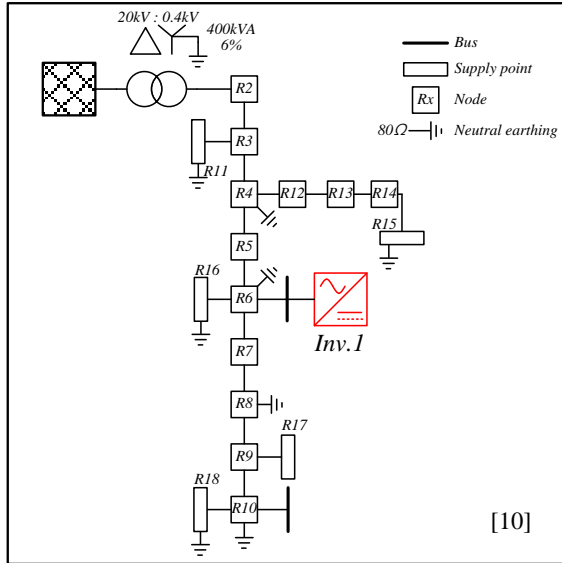 20kV : 0.4kV
400kVA
6%
Bus
Supply point
Rx
Node
80Ω
Neutral earthing
R2
R3
R11
R4
R12
R13
R14
R15
R5
R16
R6
Inv.1
R7
R8
R17
R9
R18
R10
[10]